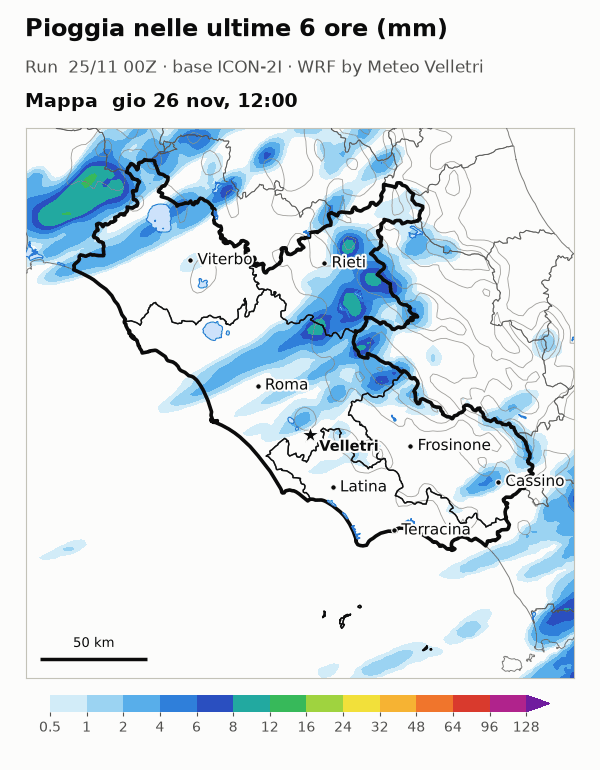 Pioggia nelle ultime 6 ore (mm)
Run  25/11 00Z · base ICON-2I · WRF by Meteo Velletri
Mappa  gio 26 nov, 12:00
Viterbo
Rieti
Roma
Velletri
Frosinone
Cassino
Latina
Terracina
50 km
0.5 1 2 4 6 8 12 16 24 32 48 64 96 128